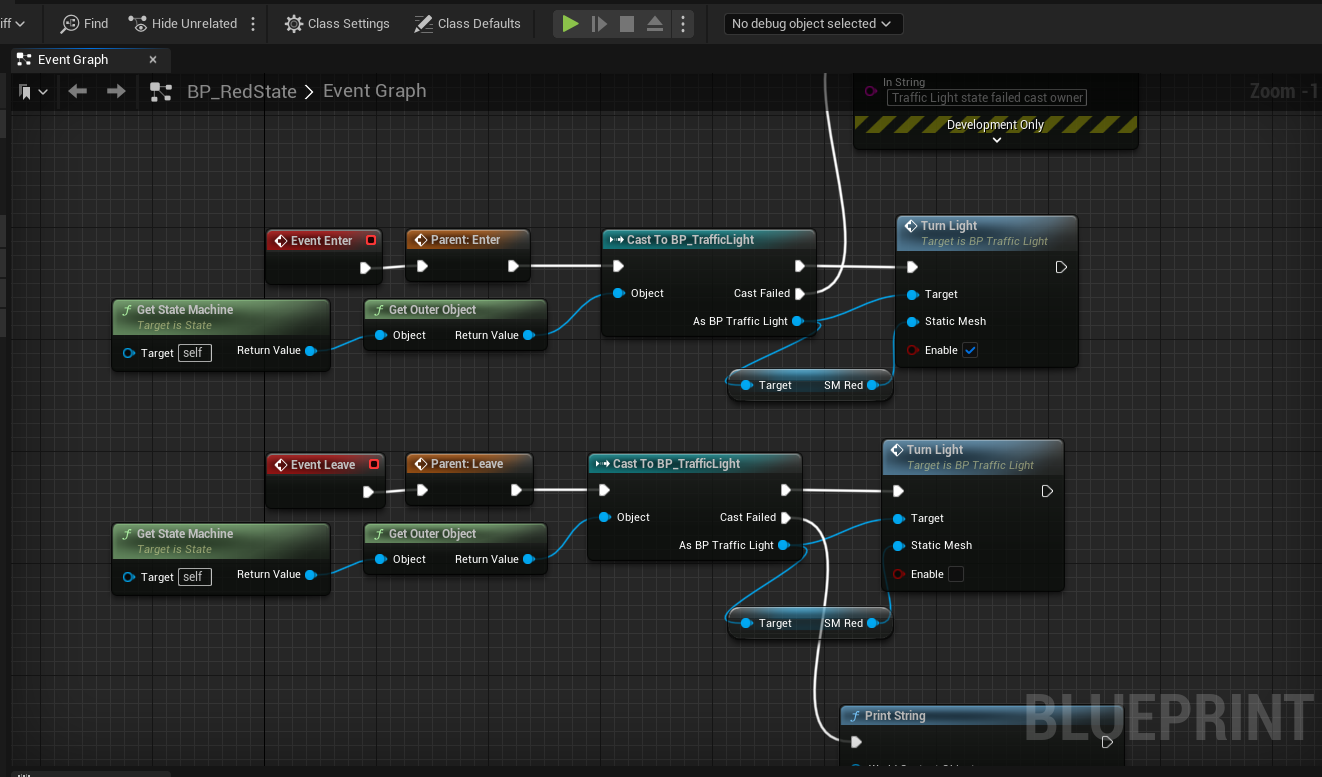 iff
Find
Hide Unrelated
Class Settings
Class Defaults
No debug object selected
Event Graph
BP_RedState
Event Graph
Zoom -1
In String
Traffic Light state failed cast owner
Development Only
Event Enter
Parent: Enter
Cast To BP_TrafficLight
Object
Cast Failed
As BP Traffic Light
Turn Light
Target is BP Traffic Light
Target
Static Mesh
Enable
Get State Machine
Target is State
Target
self
Return Value
Get Outer Object
Object
Return Value
Target
SM Red
Event Leave
Parent: Leave
Cast To BP_TrafficLight
Object
Cast Failed
As BP Traffic Light
Turn Light
Target is BP Traffic Light
Target
Static Mesh
Enable
Get State Machine
Target is State
Target
self
Return Value
Get Outer Object
Object
Return Value
Target
SM Red
Print String
BLUEPRINT